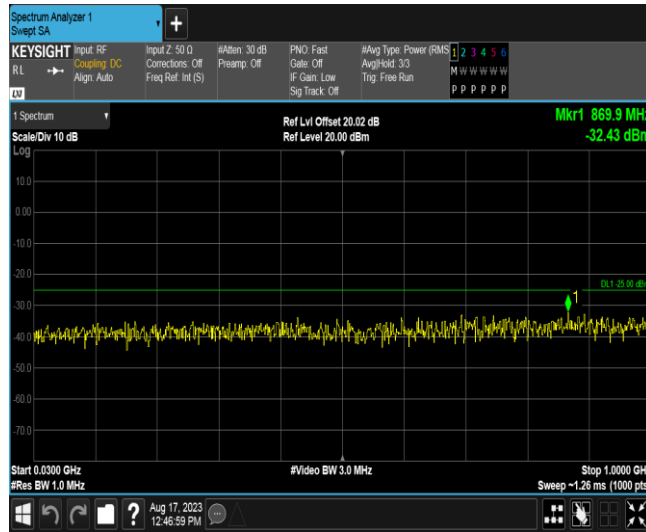 Spectrum Analyzer 1
Swept SA
KEYSIGHT
RL
LXI
Input: RF
Coupling: DC
Align: Auto
Input Z: 50 Ω
Corrections: Off
Freq Ref: Int (S)
#Atten: 30 dB
Preamp: Off
PNO: Fast
Gate: Off
IF Gain: Low
Sig Track: Off
#Avg Type: Power (RMS
Avg|Hold: 3/3
Trig: Free Run
1 2 3 4 5 6
M W W W W W
P P P P P P
1 Spectrum
Scale/Div 10 dB
Log
Ref Lvl Offset 20.02 dB
Ref Level 20.00 dBm
Mkr1 869.9 MHz
-32.43 dBm
10.0
0.00
-10.0
-20.0
-30.0
-40.0
-50.0
-60.0
-70.0
DL1 -25.00 dBm
1
Start 0.0300 GHz
#Res BW 1.0 MHz
#Video BW 3.0 MHz
Stop 1.0000 GH
Sweep ~1.26 ms (1000 pts
?
Aug 17, 2023
12:46:59 PM